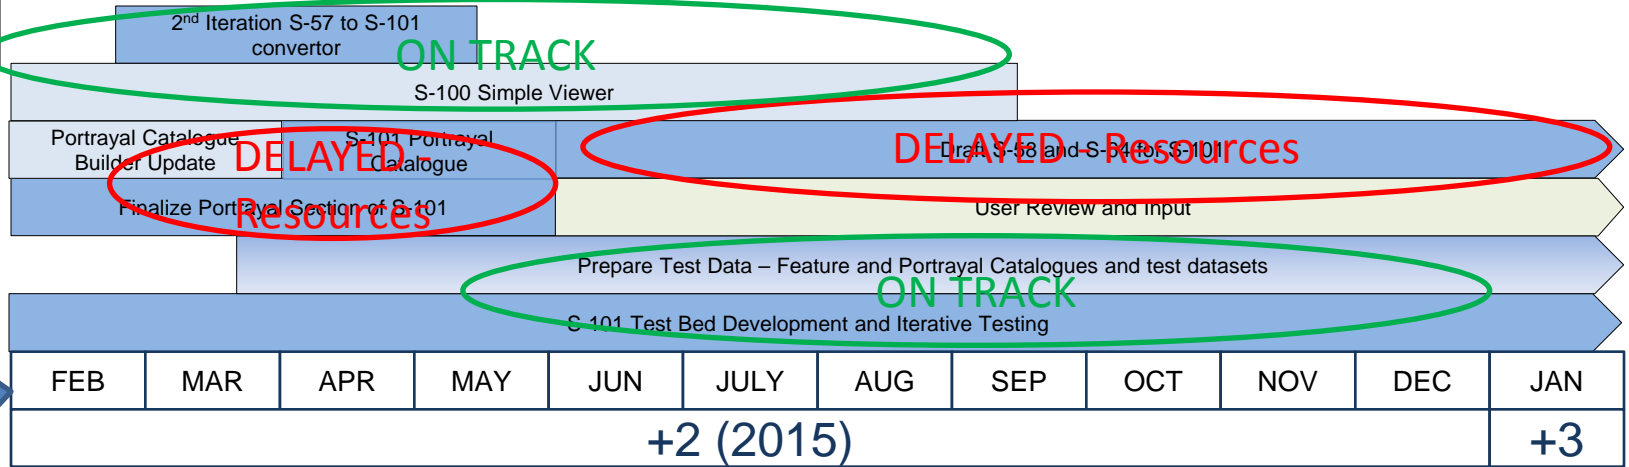 2nd Iteration S-57 to S-101
convertor
ON TRACK
S-100 Simple Viewer
Portrayal Catalogue
Builder Update
S-101 Portrayal
Catalogue
DELAYED -
Resources
Draft S-58 and S-64 for S-101
DELAYED - Resources
Finalize Portrayal Section of S-101
User Review and Input
Prepare Test Data – Feature and Portrayal Catalogues and test datasets
ON TRACK
S-101 Test Bed Development and Iterative Testing
FEB MAR APR MAY JUN JULY AUG SEP OCT NOV DEC JAN
+2 (2015) +3